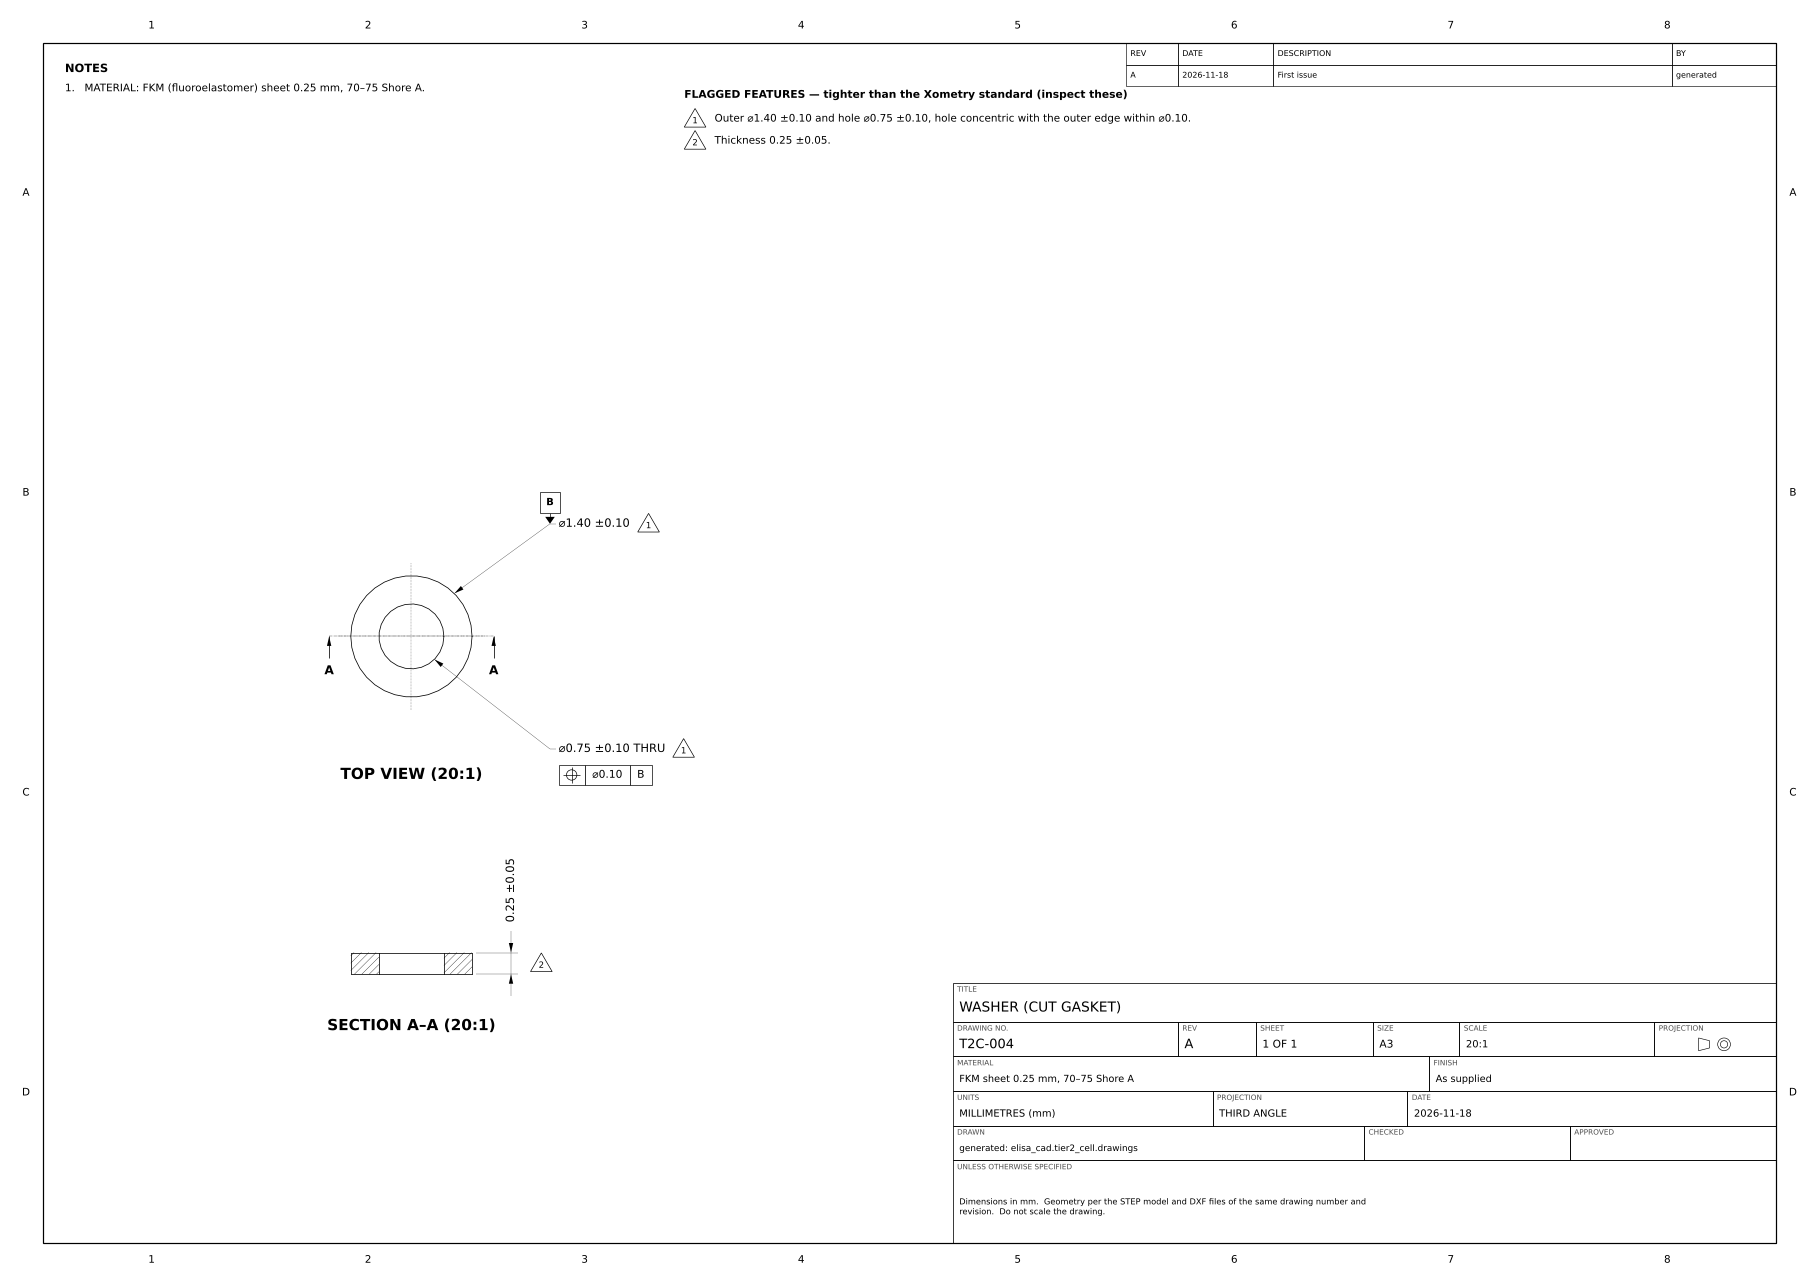 1 2 3 4 5 6 7 8
NOTES
1. MATERIAL: FKM (fluoroelastomer) sheet 0.25 mm, 70–75 Shore A.
REV DATE DESCRIPTION BY
A 2026-11-18 First issue generated
FLAGGED FEATURES — tighter than the Xometry standard (inspect these)
1 Outer ⌀1.40 ±0.10 and hole ⌀0.75 ±0.10, hole concentric with the outer edge within ⌀0.10.
2 Thickness 0.25 ±0.05.
A A
B B
B
⌀1.40 ±0.10 1
A A
⌀0.75 ±0.10 THRU 1
TOP VIEW (20:1)
⌀0.10 B
C C
0.25 ±0.05
2
SECTION A–A (20:1)
TITLE
WASHER (CUT GASKET)
DRAWING NO. REV SHEET SIZE SCALE PROJECTION
T2C-004 A 1 OF 1 A3 20:1
MATERIAL FINISH
FKM sheet 0.25 mm, 70–75 Shore A As supplied
D D
UNITS PROJECTION DATE
MILLIMETRES (mm) THIRD ANGLE 2026-11-18
DRAWN CHECKED APPROVED
generated: elisa_cad.tier2_cell.drawings
UNLESS OTHERWISE SPECIFIED
Dimensions in mm. Geometry per the STEP model and DXF files of the same drawing number and
revision. Do not scale the drawing.
1 2 3 4 5 6 7 8